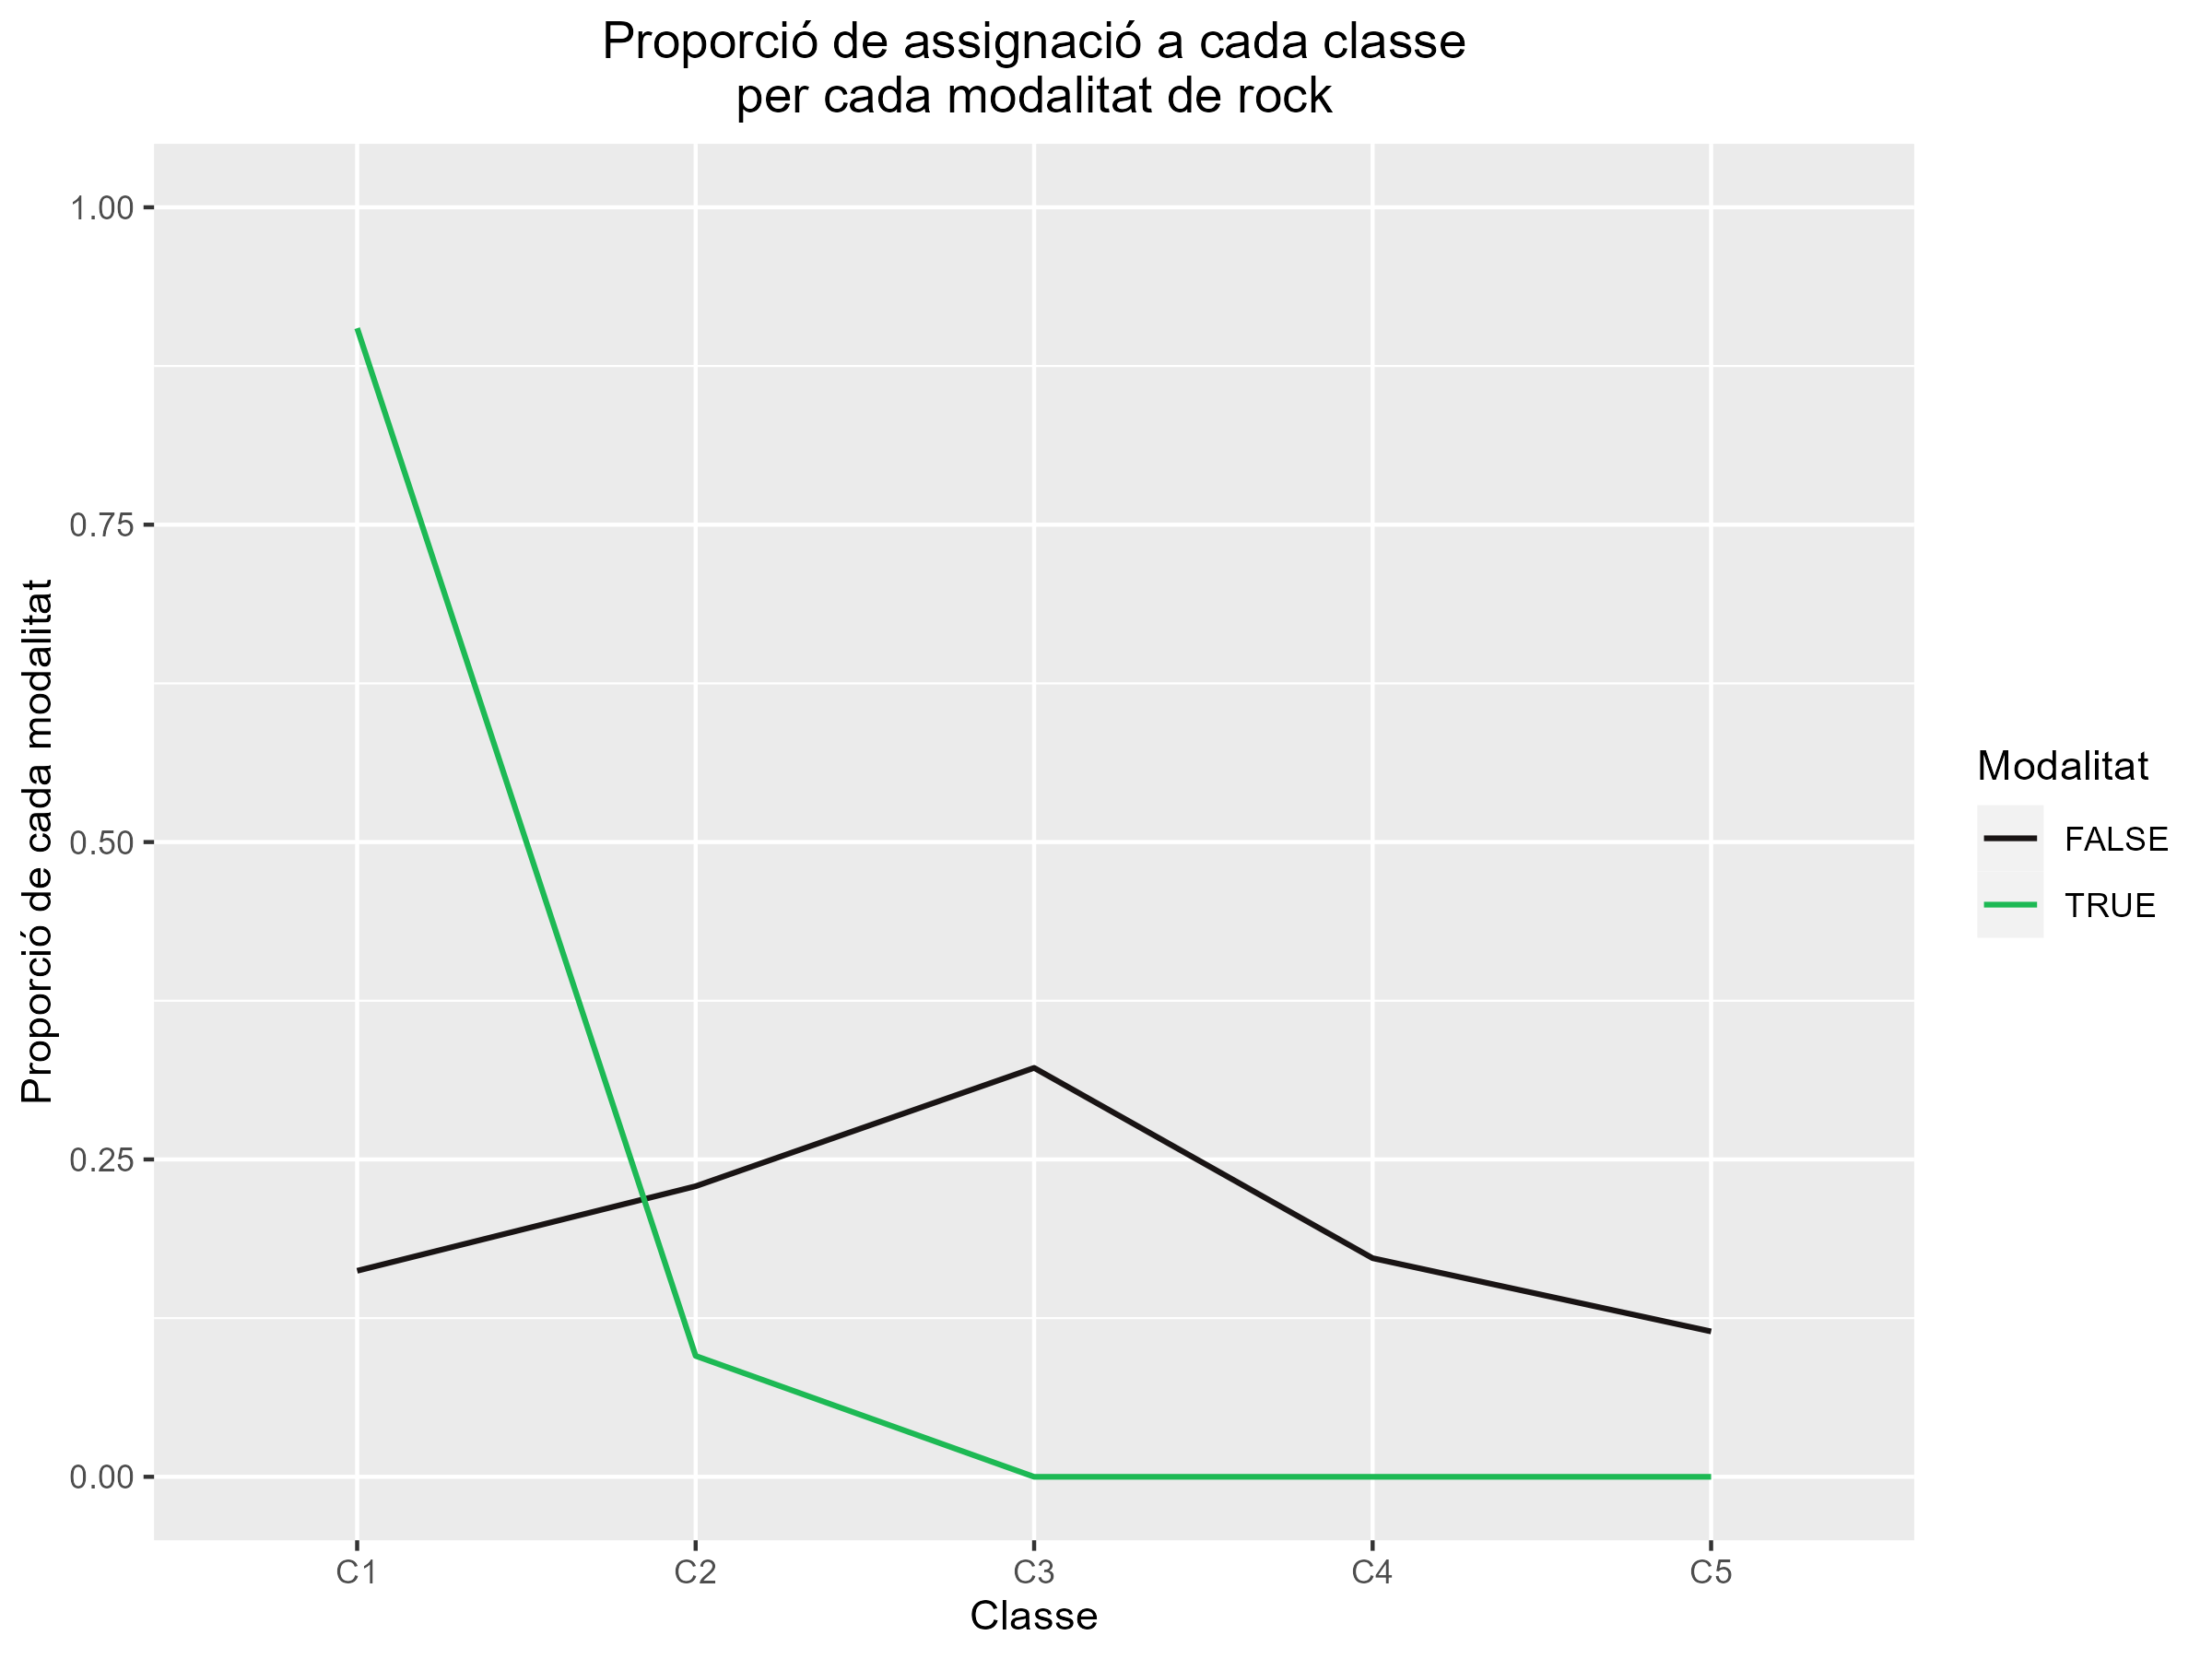 Proporció de assignació a cada classe
per cada modalitat de rock
Proporció de cada modalitat
1.00
0.75
0.50
0.25
0.00
C1
C2
C3
C4
C5
Classe
Modalitat
FALSE
TRUE